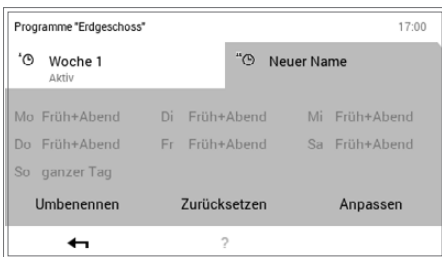 Programme "Erdgeschoss" 17:00
Woche 1 Neuer Name
Aktiv
Mo Früh+Abend Di Früh+Abend Mi Früh+Abend
Do Früh+Abend Fr Früh+Abend Sa Früh+Abend
So ganzer Tag
Umbenennen Zurücksetzen Anpassen
?